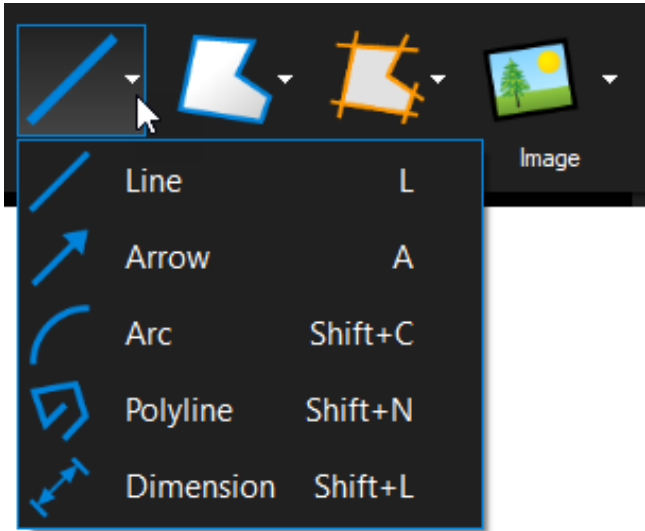 Image
Line L
Arrow A
Arc Shift+C
Polyline Shift+N
Dimension Shift+L